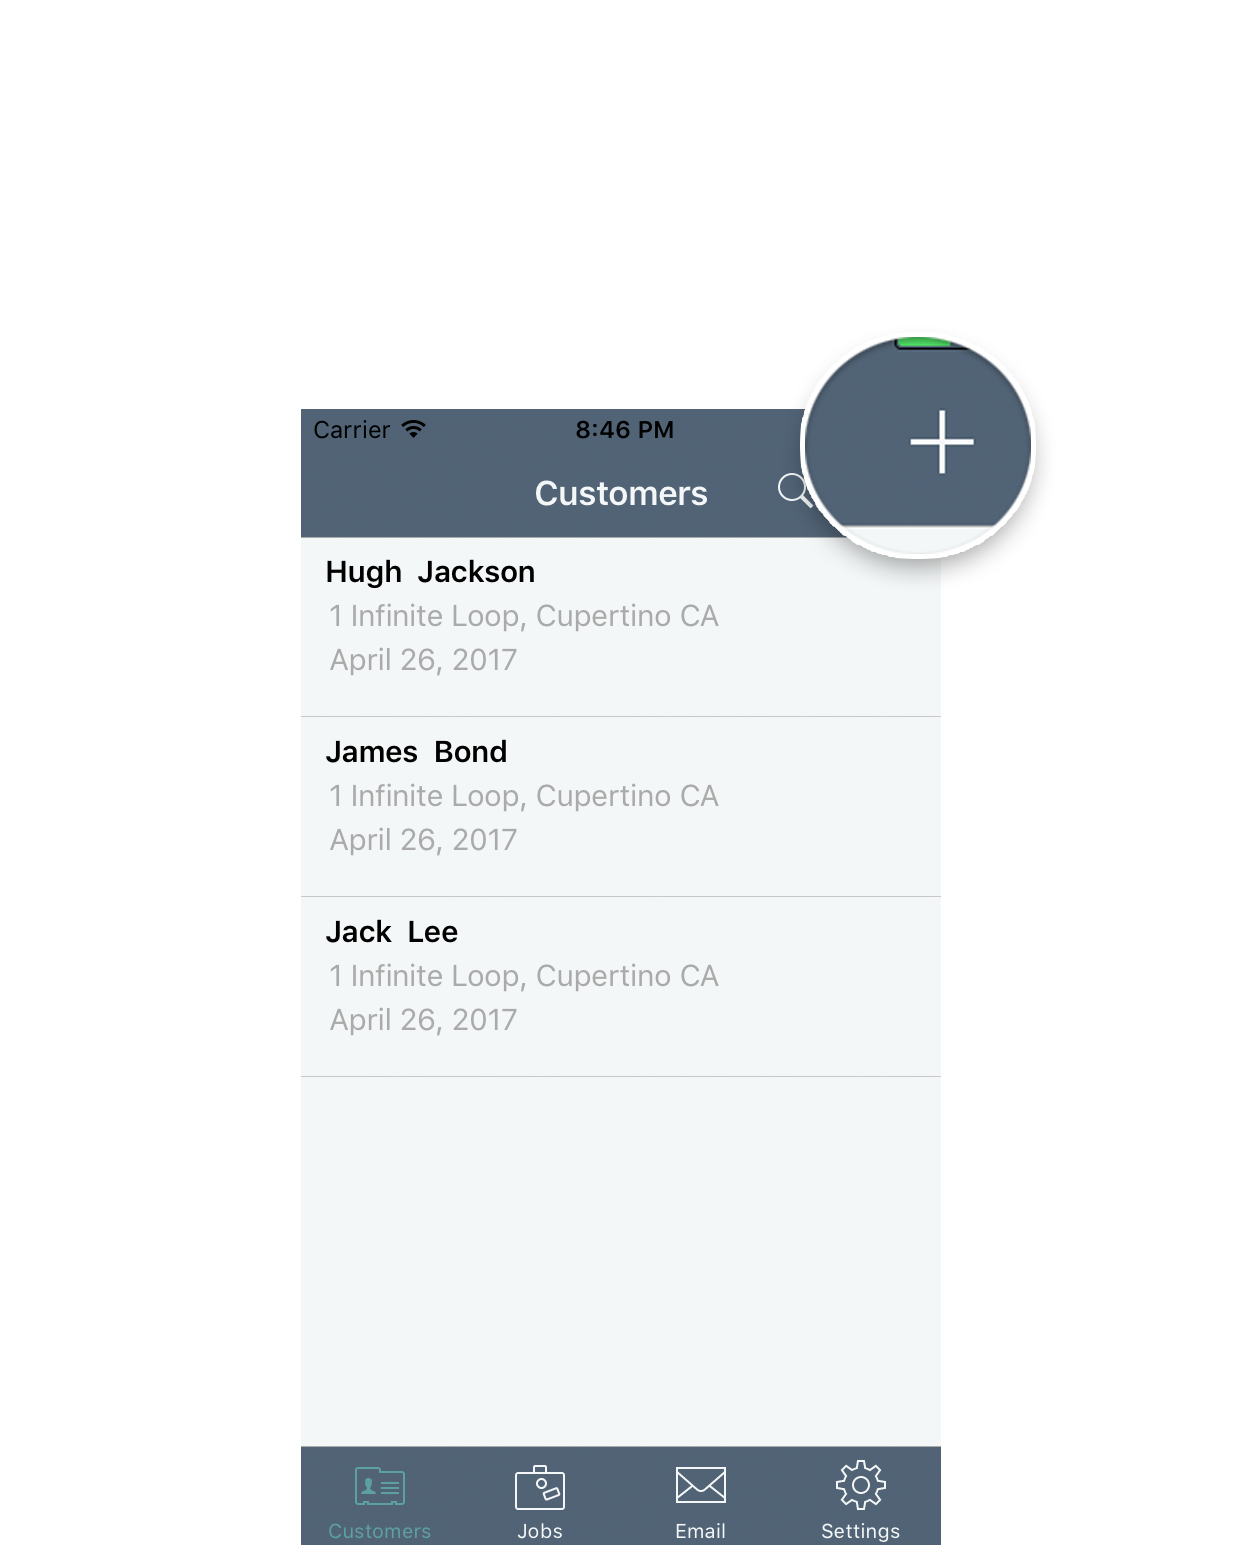 Carrier 8:46 PM
Customers
Hugh Jackson
1 Infinite Loop, Cupertino CA
April 26, 2017
James Bond
1 Infinite Loop, Cupertino CA
April 26, 2017
Jack Lee
1 Infinite Loop, Cupertino CA
April 26, 2017
Customers Jobs Email Settings